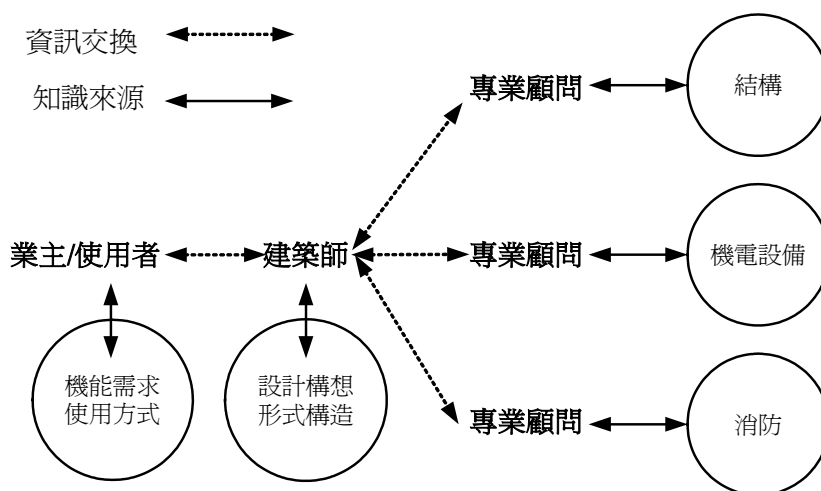 資訊交換
知識來源
專業顧問
結構
業主/使用者
建築師
專業顧問
機電設備
機能需求
使用方式
設計構想
形式構造
專業顧問
消防